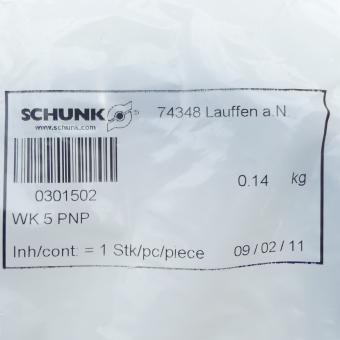 SCHUNK 74348 Lauffen a.N.
www.schunk.com
0301502 0.14 kg
WK 5 PNP
Inh/cont: = 1 Stk/pc/piece 09/02/11